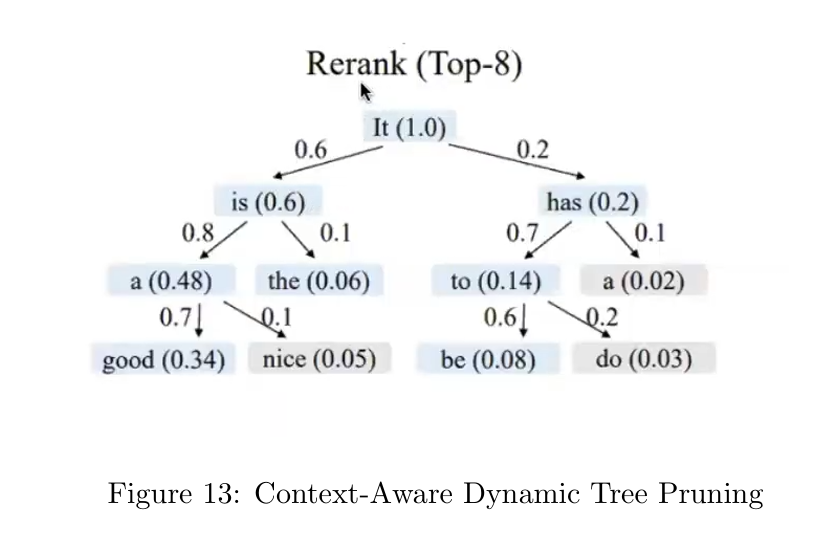 Rerank (Top-8)
It (1.0)
0.6 0.2
is (0.6) has (0.2)
0.8 0.1 0.7 0.1
a (0.48) the (0.06) to (0.14) a (0.02)
0.7 0.1 0.6 0.2
good (0.34) nice (0.05) be (0.08) do (0.03)
Figure 13: Context-Aware Dynamic Tree Pruning